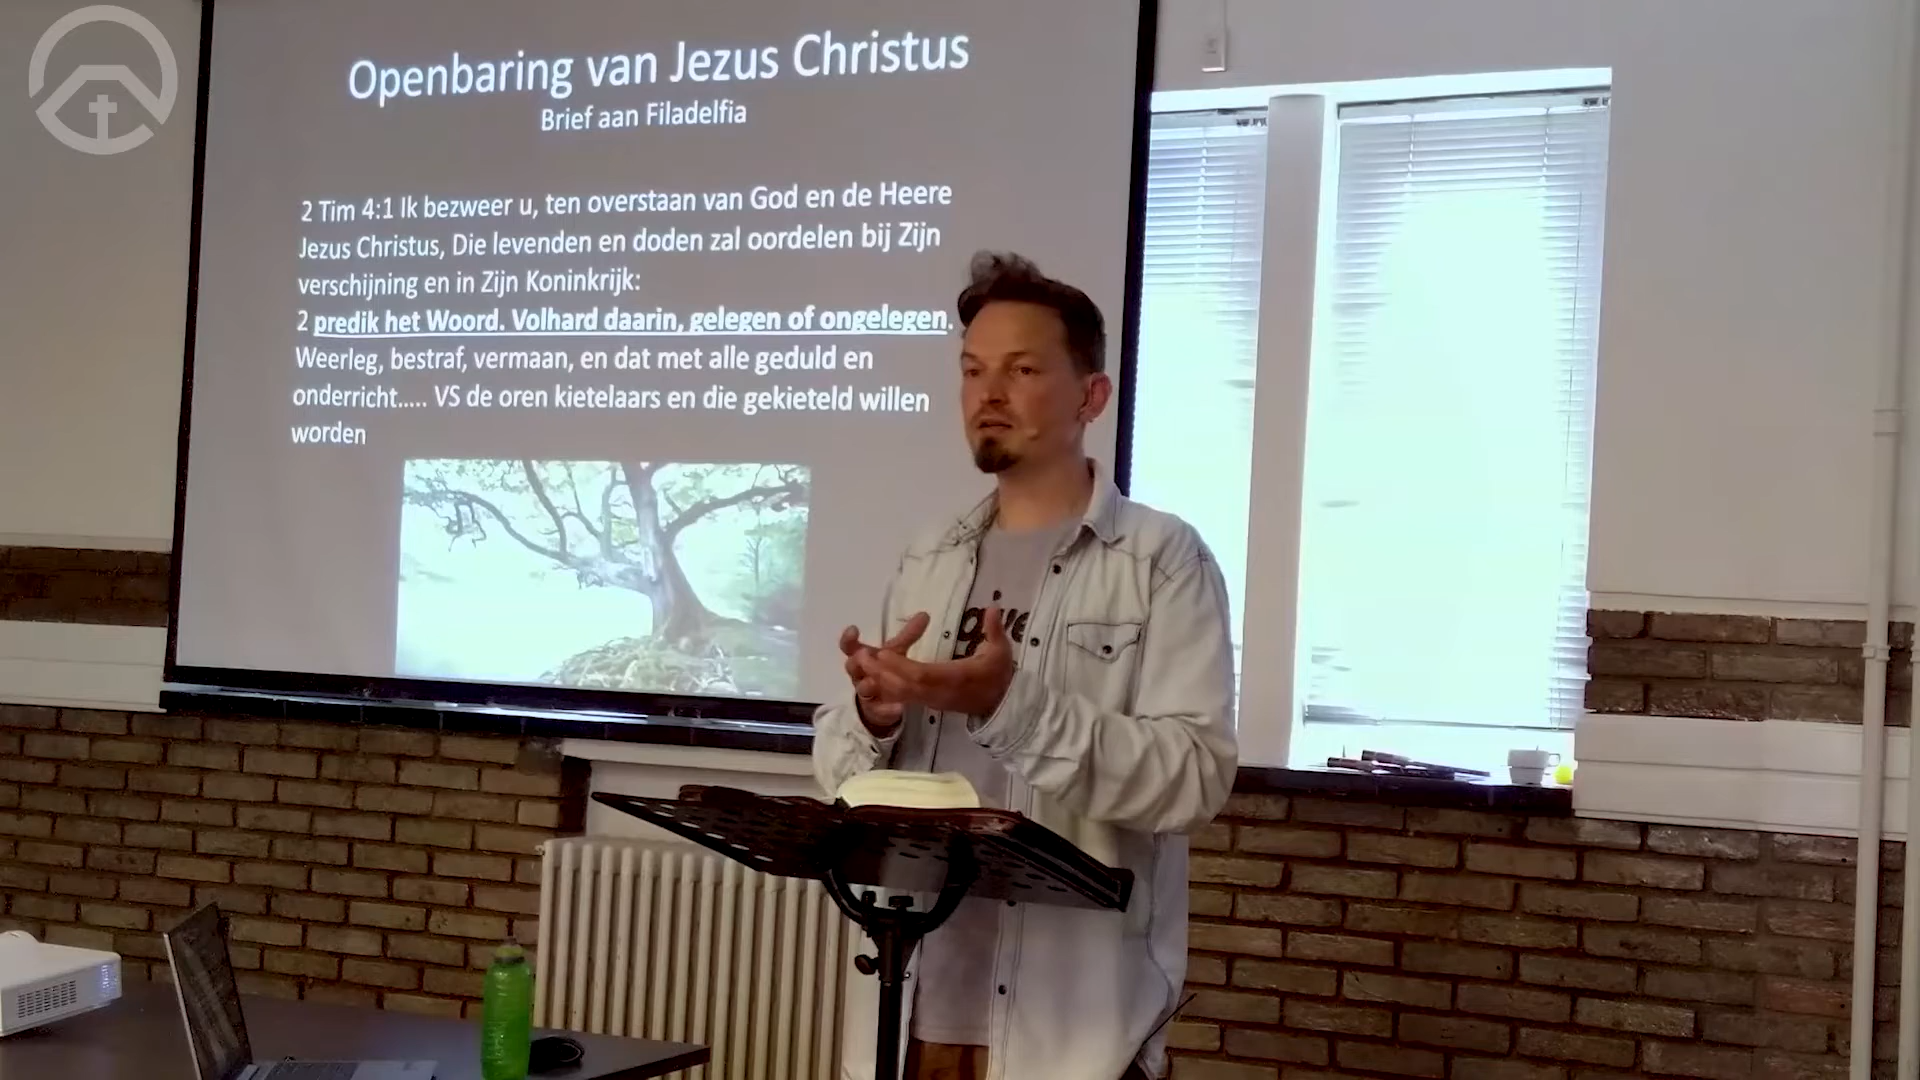 Openbaring van Jezus Christus
Brief aan Filadelfia
2 Tim 4:1 Ik bezweer u, ten overstaan van God en de Heere
Jezus Christus, Die levenden en doden zal oordelen bij Zijn
verschijning en in Zijn Koninkrijk:
2 predik het Woord. Volhard daarin, gelegen of ongelegen.
Weerleg, bestraf, vermaan, en dat met alle geduld en
onderricht..... VS de oren kietelaars en die gekieteld willen
worden